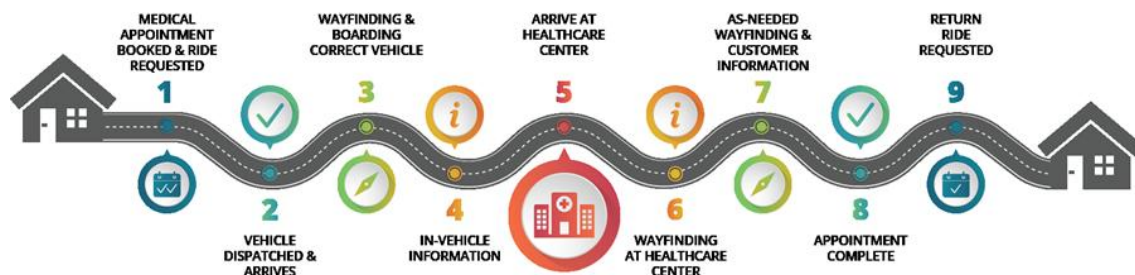 MEDICAL
APPOINTMENT
BOOKED & RIDE
REQUESTED
1
2
VEHICLE
DISPATCHED &
ARRIVES
WAYFINDING &
BOARDING
CORRECT VEHICLE
3
i
4
IN-VEHICLE
INFORMATION
ARRIVE AT
HEALTHCARE
CENTER
5
i
6
WAYFINDING
AT HEALTHCARE
CENTER
AS-NEEDED
WAYFINDING &
CUSTOMER
INFORMATION
7
8
APPOINTMENT
COMPLETE
RETURN
RIDE
REQUESTED
9